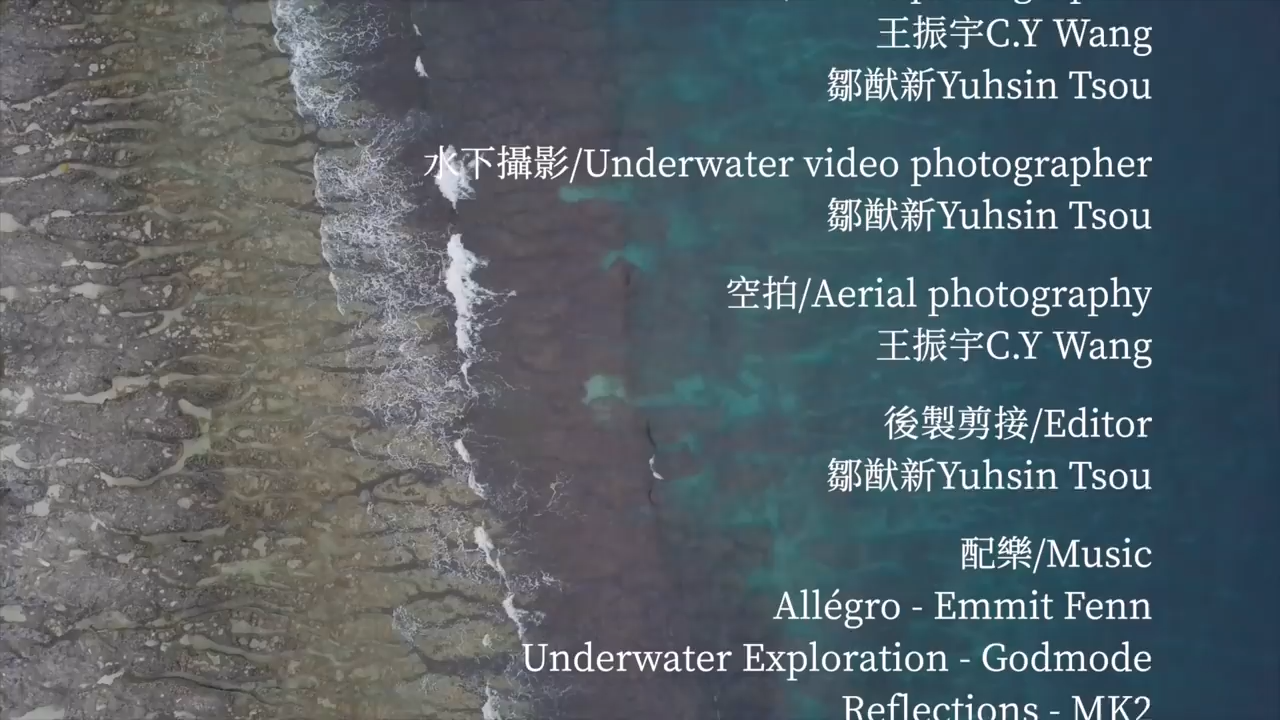 王振宇C.Y Wang
鄒猷新Yuhsin Tsou
水下攝影/Underwater video photographer
鄒猷新Yuhsin Tsou
空拍/Aerial photography
王振宇C.Y Wang
後製剪接/Editor
鄒猷新Yuhsin Tsou
配樂/Music
Allégro - Emmit Fenn
Underwater Exploration - Godmode
Reflections - MK2